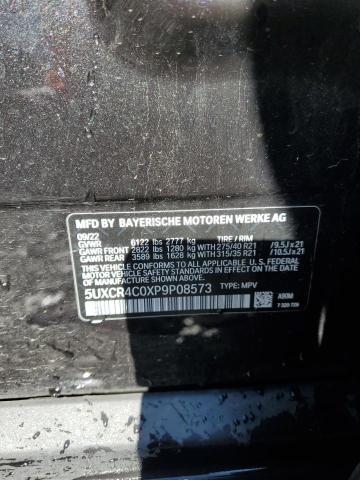 MFD BY BAYERISCHE MOTOREN WERKE AG
09/22
GVWR 6122 lbs 2777 kg TIRE / RIM
GAWR FRONT 2822 lbs 1280 kg WITH 275/40 R21 /9.5J x 21
GAWR REAR 3589 lbs 1628 kg WITH 315/35 R21 /10.5J x 21
THIS VEHICLE CONFORMS TO ALL APPLICABLE U.S. FEDERAL
MOTOR VEHICLE SAFETY STANDARDS IN EFFECT
ON THE DATE OF MANUFACTURE SHOWN ABOVE.
5UXCR4C0XP9P08573 TYPE: MPV